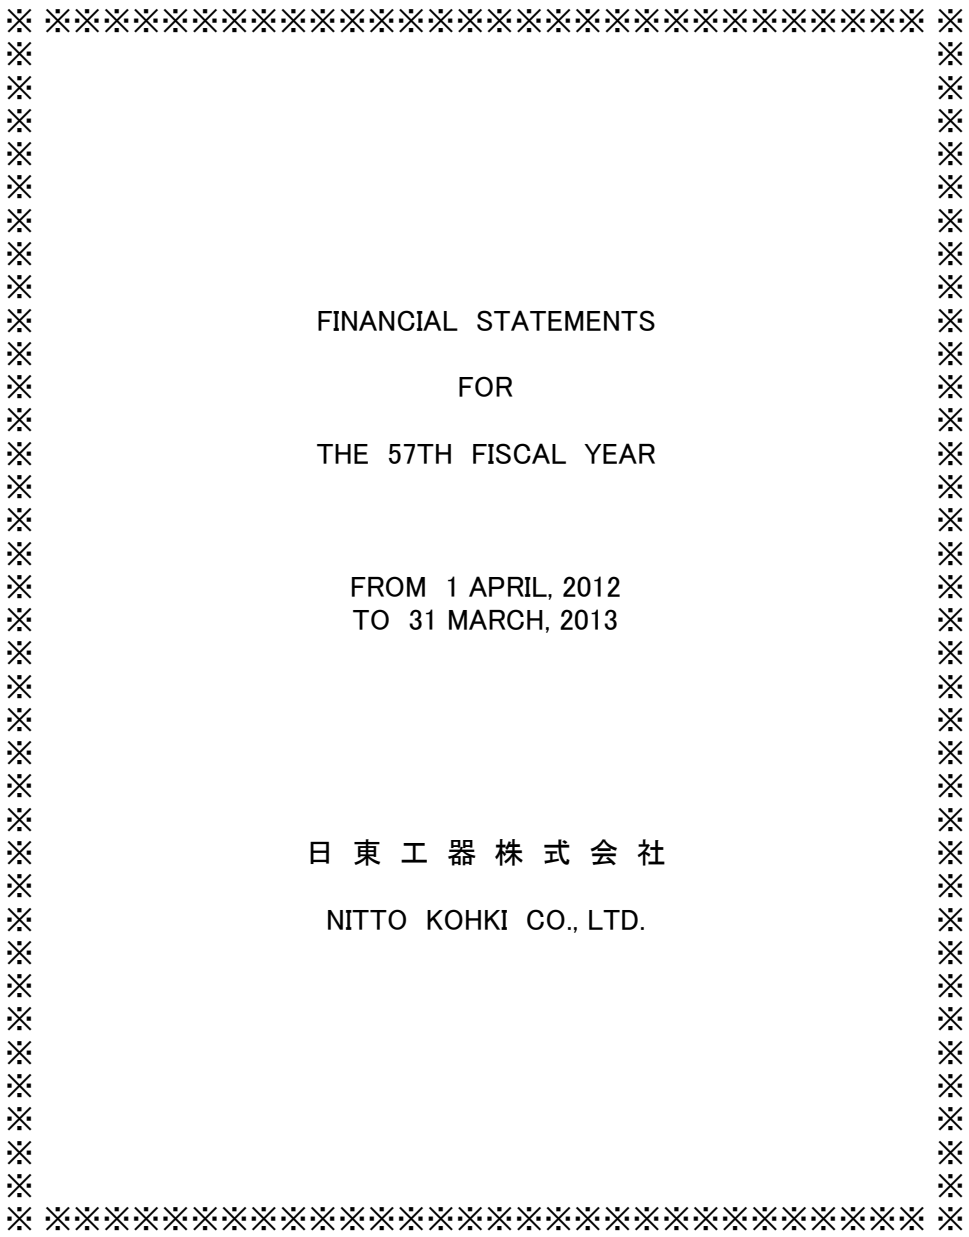 FINANCIAL STATEMENTS
FOR
THE 57TH FISCAL YEAR
FROM 1 APRIL, 2012
TO 31 MARCH, 2013
日 東 工 器 株 式 会 社
NITTO KOHKI CO., LTD.